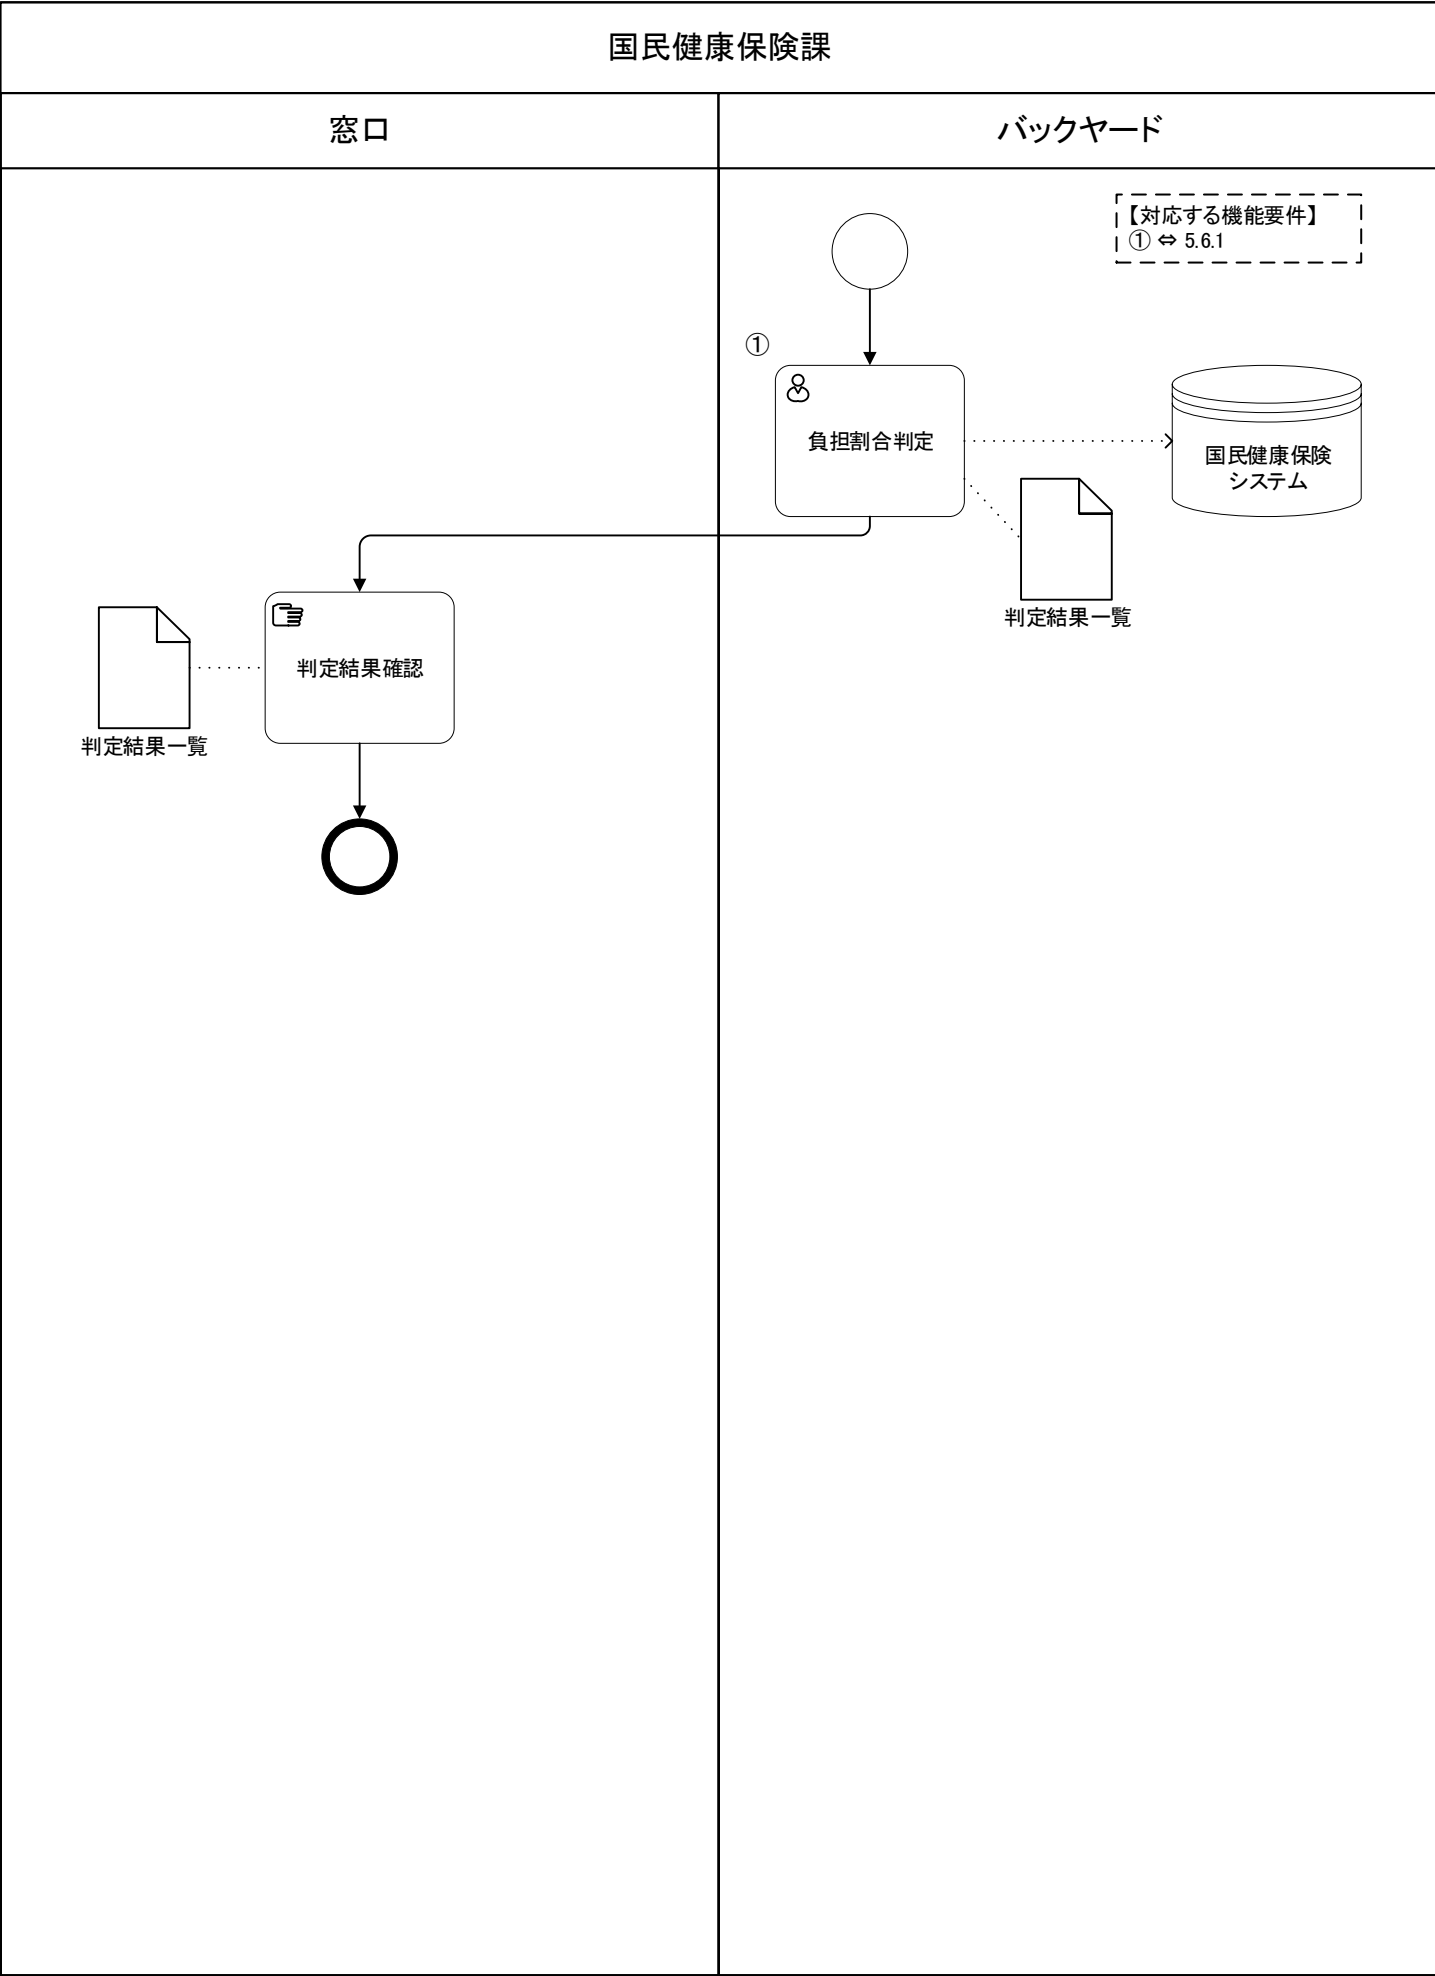 国民健康保険課
窓口
バックヤード
【対応する機能要件】
① ⇔ 5.6.1
①
負担割合判定
国民健康保険
システム
判定結果一覧
判定結果確認
判定結果一覧